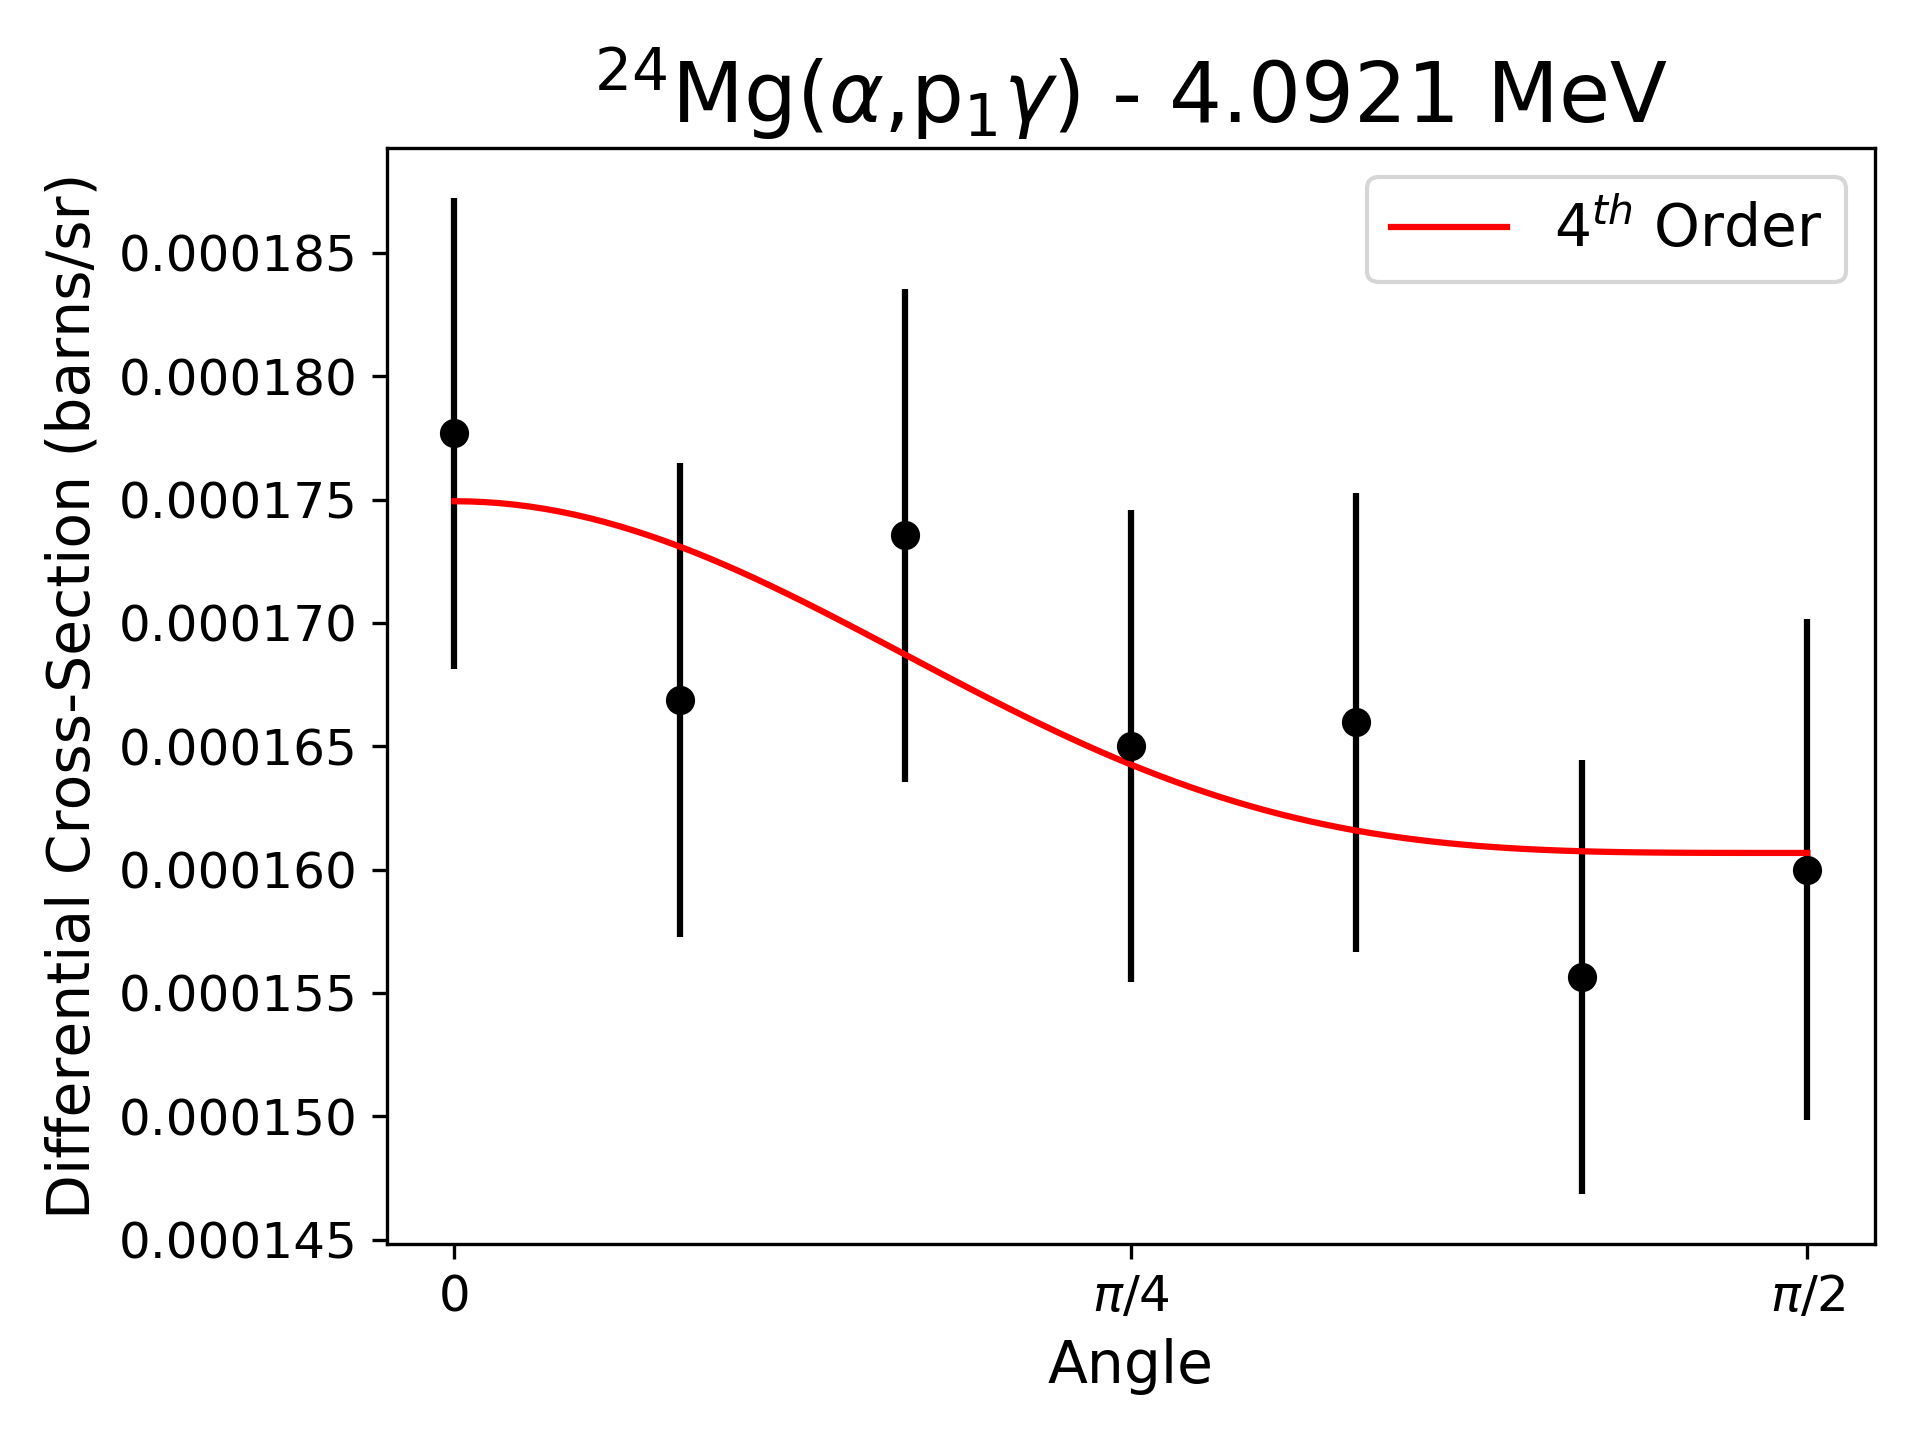 ²⁴Mg(α,p₁γ) - 4.0921 MeV
4ᵗʰ Order
Differential Cross-Section (barns/sr)
0.000185
0.000180
0.000175
0.000170
0.000165
0.000160
0.000155
0.000150
0.000145
0 π/4 π/2
Angle